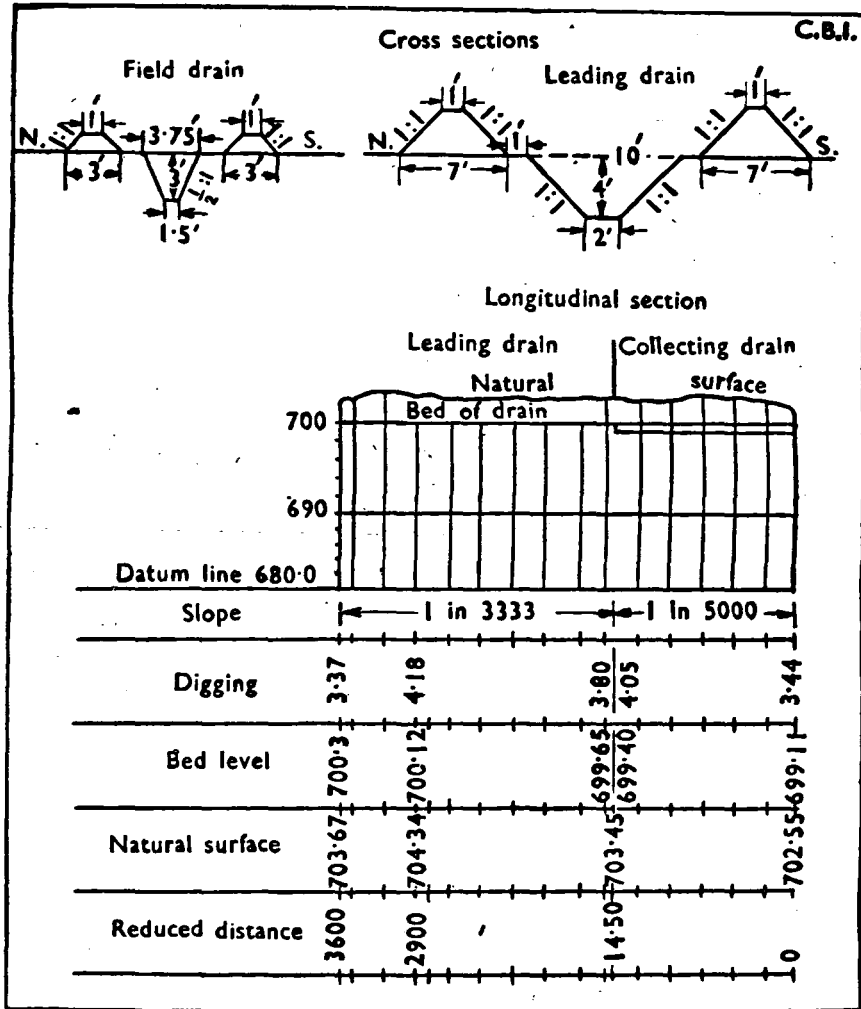 C.B.I.
Cross sections
Field drain
Leading drain
1'
1'
1'
1'
N.
1:1
3·75'
1:1
S.
3'
3'
3'
1/2:1
1·5'
N.
1:1
1:1
1'
10'
1:1
1:1
S.
7'
1:1
4'
1:1
7'
2'
Longitudinal section
Leading drain
Collecting drain
Natural
surface
Bed of drain
700
690
Datum line 680·0
Slope
1 in 3333
1 In 5000
Digging
3·37
4·18
3·80
4·05
3·44
Bed level
700·3
700·12
699·65
699·40
699·11
Natural surface
703·67
704·34
703·45
702·55
Reduced distance
3600
2900
14·50
0